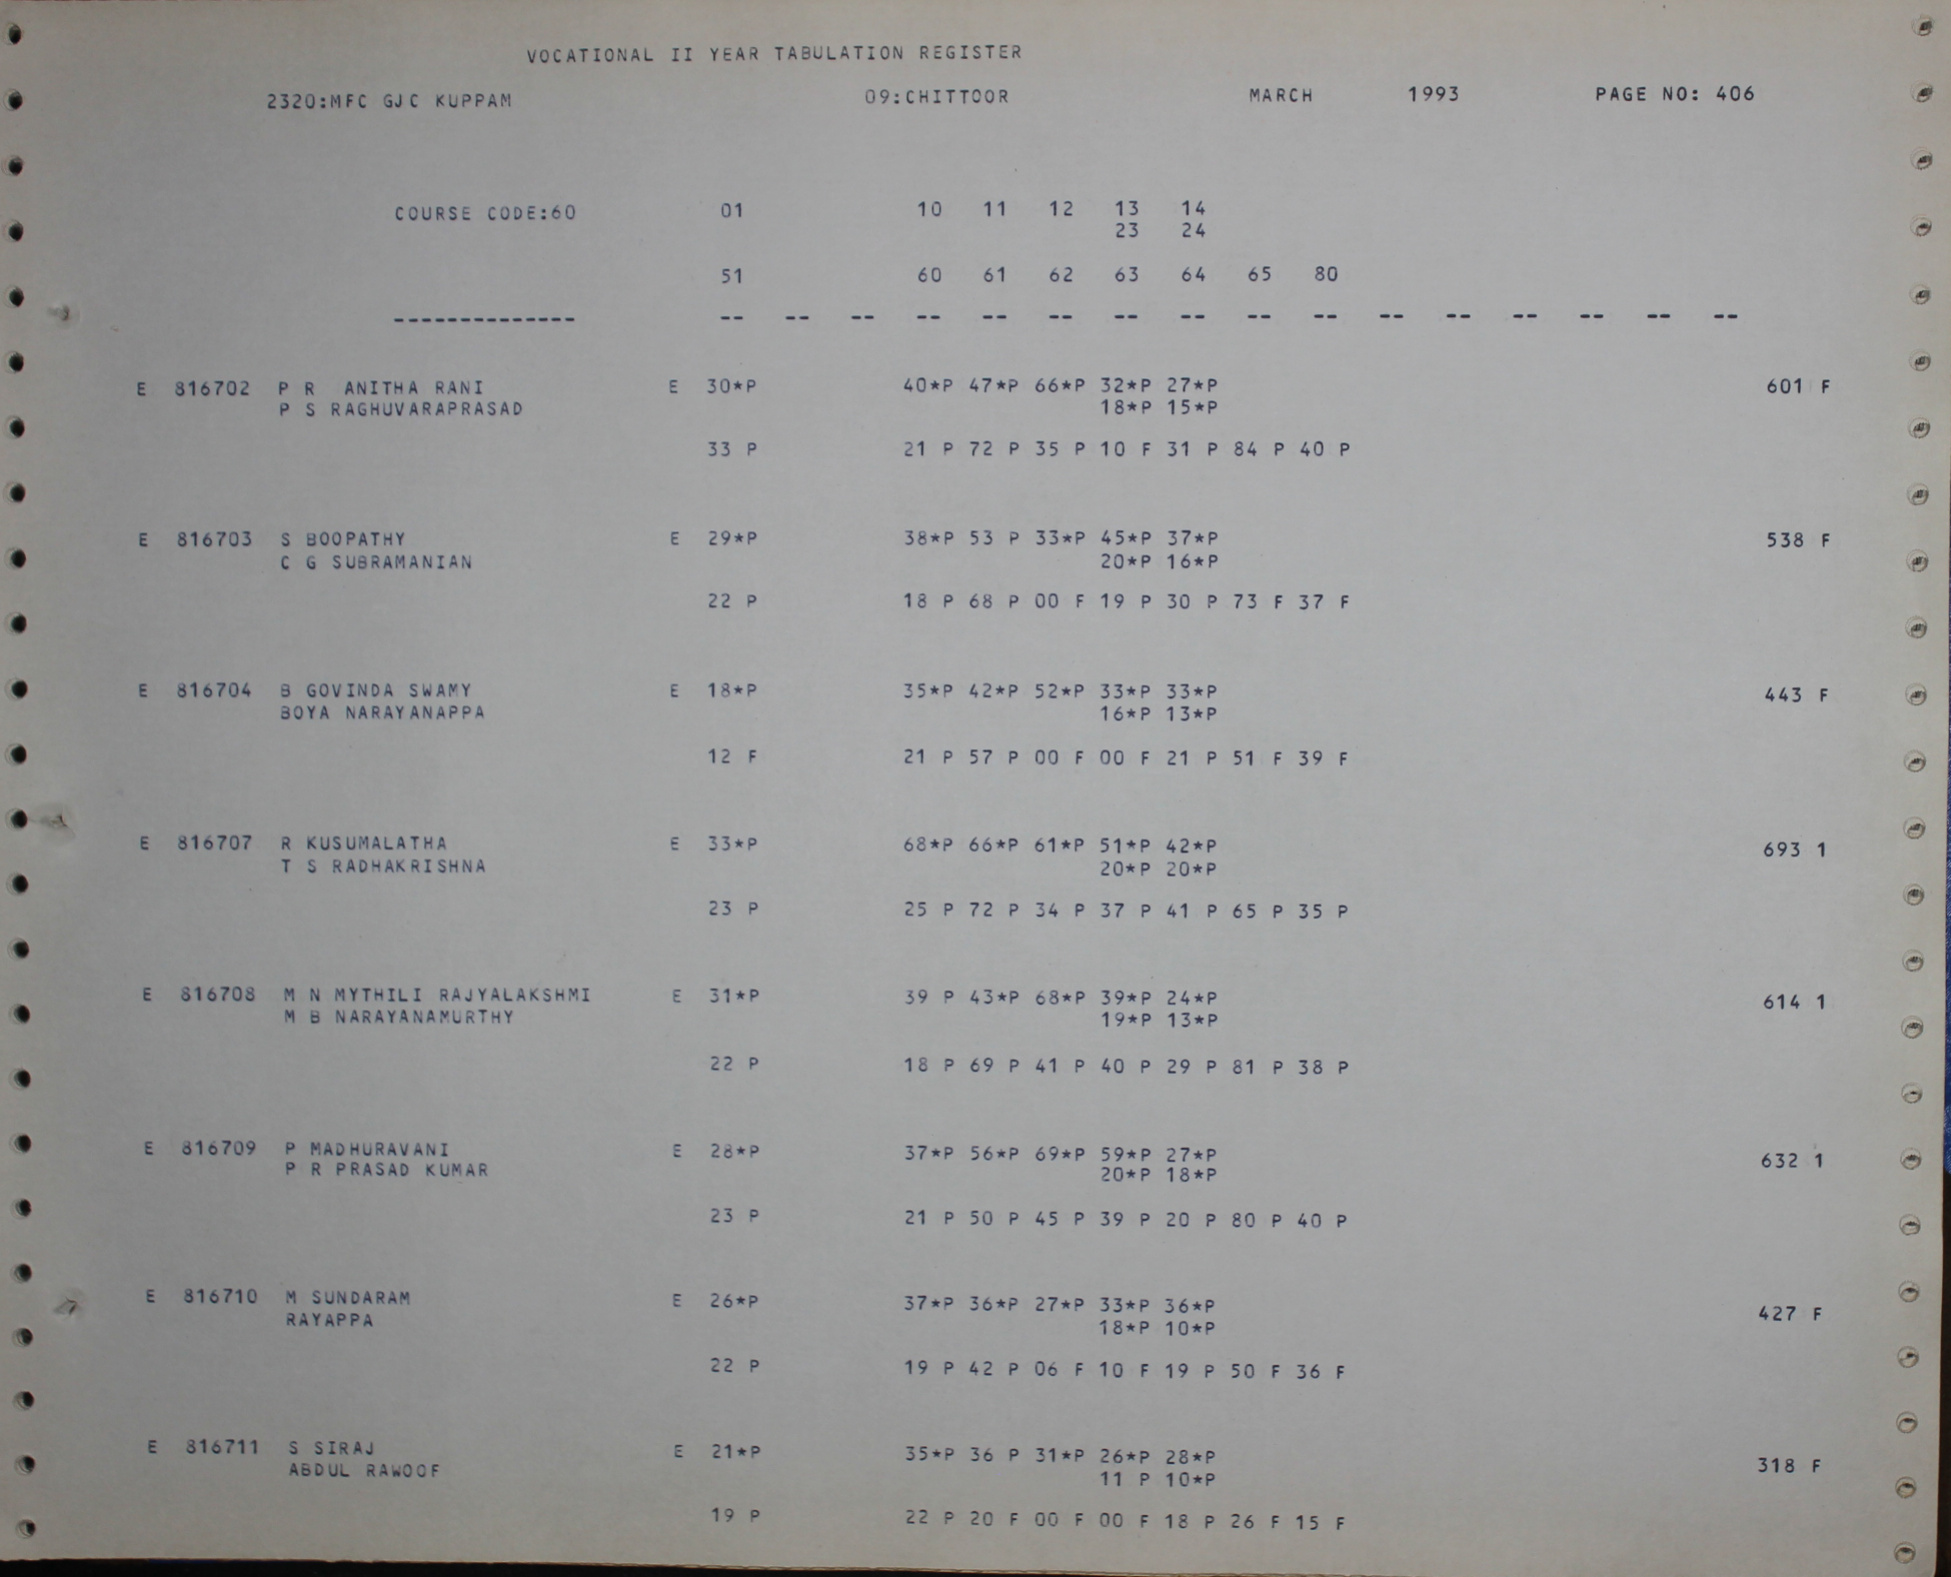 VOCATIONAL II YEAR TABULATION REGISTER
2320:MFC GJC KUPPAM 09:CHITTOOR MARCH 1993 PAGE NO: 406
COURSE CODE:60 01 10 11 12 13 14
23 24
51 60 61 62 63 64 65 80
-------------- -- -- -- -- -- -- -- -- -- -- -- -- -- -- -- --
E 816702 P R ANITHA RANI E 30*P 40*P 47*P 66*P 32*P 27*P 601 F
P S RAGHUVARAPRASAD 18*P 15*P
33 P 21 P 72 P 35 P 10 F 31 P 84 P 40 P
E 816703 S BOOPATHY E 29*P 38*P 53 P 33*P 45*P 37*P 538 F
C G SUBRAMANIAN 20*P 16*P
22 P 18 P 68 P 00 F 19 P 30 P 73 F 37 F
E 816704 B GOVINDA SWAMY E 18*P 35*P 42*P 52*P 33*P 33*P 443 F
BOYA NARAYANAPPA 16*P 13*P
12 F 21 P 57 P 00 F 00 F 21 P 51 F 39 F
E 816707 R KUSUMALATHA E 33*P 68*P 66*P 61*P 51*P 42*P 693 1
T S RADHAKRISHNA 20*P 20*P
23 P 25 P 72 P 34 P 37 P 41 P 65 P 35 P
E 816708 M N MYTHILI RAJYALAKSHMI E 31*P 39 P 43*P 68*P 39*P 24*P 614 1
M B NARAYANAMURTHY 19*P 13*P
22 P 18 P 69 P 41 P 40 P 29 P 81 P 38 P
E 816709 P MADHURAVANI E 28*P 37*P 56*P 69*P 59*P 27*P 632 1
P R PRASAD KUMAR 20*P 18*P
23 P 21 P 50 P 45 P 39 P 20 P 80 P 40 P
E 816710 M SUNDARAM E 26*P 37*P 36*P 27*P 33*P 36*P 427 F
RAYAPPA 18*P 10*P
22 P 19 P 42 P 06 F 10 F 19 P 50 F 36 F
E 816711 S SIRAJ E 21*P 35*P 36 P 31*P 26*P 28*P 318 F
ABDUL RAWOOF 11 P 10*P
19 P 22 P 20 F 00 F 00 F 18 P 26 F 15 F